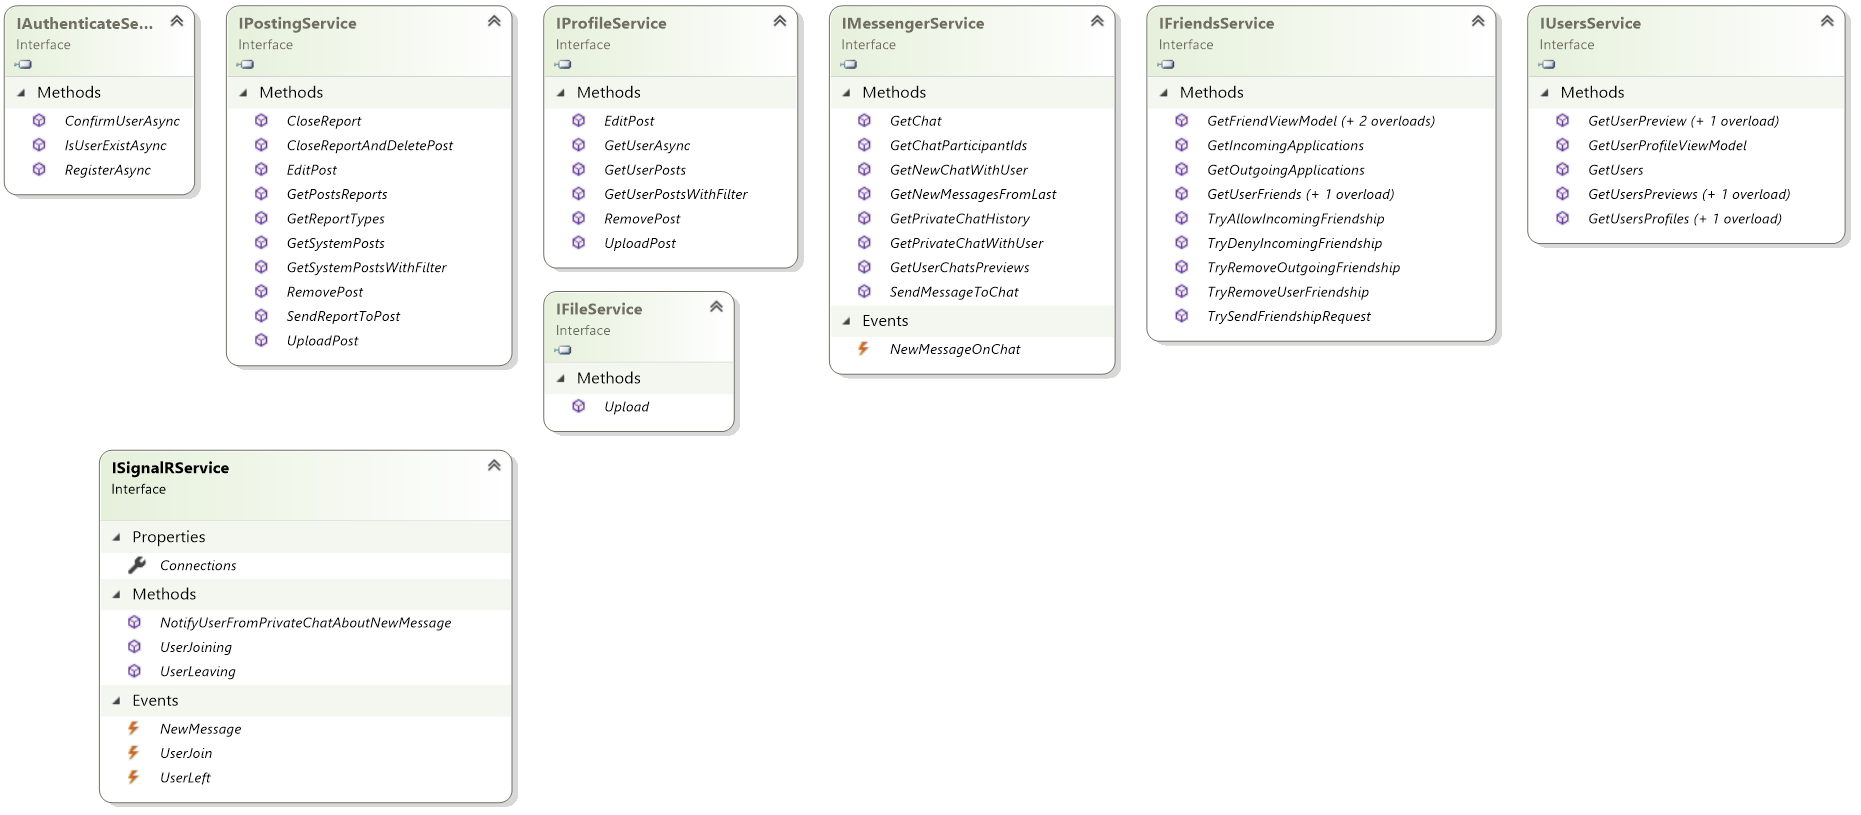 IAuthenticateSe...
Interface
Methods
ConfirmUserAsync
IsUserExistAsync
RegisterAsync
IPostingService
Interface
Methods
CloseReport
CloseReportAndDeletePost
EditPost
GetPostsReports
GetReportTypes
GetSystemPosts
GetSystemPostsWithFilter
RemovePost
SendReportToPost
UploadPost
IProfileService
Interface
Methods
EditPost
GetUserAsync
GetUserPosts
GetUserPostsWithFilter
RemovePost
UploadPost
IFileService
Interface
Methods
Upload
IMessengerService
Interface
Methods
GetChat
GetChatParticipantIds
GetNewChatWithUser
GetNewMessagesFromLast
GetPrivateChatHistory
GetPrivateChatWithUser
GetUserChatsPreviews
SendMessageToChat
Events
NewMessageOnChat
IFriendsService
Interface
Methods
GetFriendViewModel (+ 2 overloads)
GetIncomingApplications
GetOutgoingApplications
GetUserFriends (+ 1 overload)
TryAllowIncomingFriendship
TryDenyIncomingFriendship
TryRemoveOutgoingFriendship
TryRemoveUserFriendship
TrySendFriendshipRequest
IUsersService
Interface
Methods
GetUserPreview (+ 1 overload)
GetUserProfileViewModel
GetUsers
GetUsersPreviews (+ 1 overload)
GetUsersProfiles (+ 1 overload)
ISignalRService
Interface
Properties
Connections
Methods
NotifyUserFromPrivateChatAboutNewMessage
UserJoining
UserLeaving
Events
NewMessage
UserJoin
UserLeft